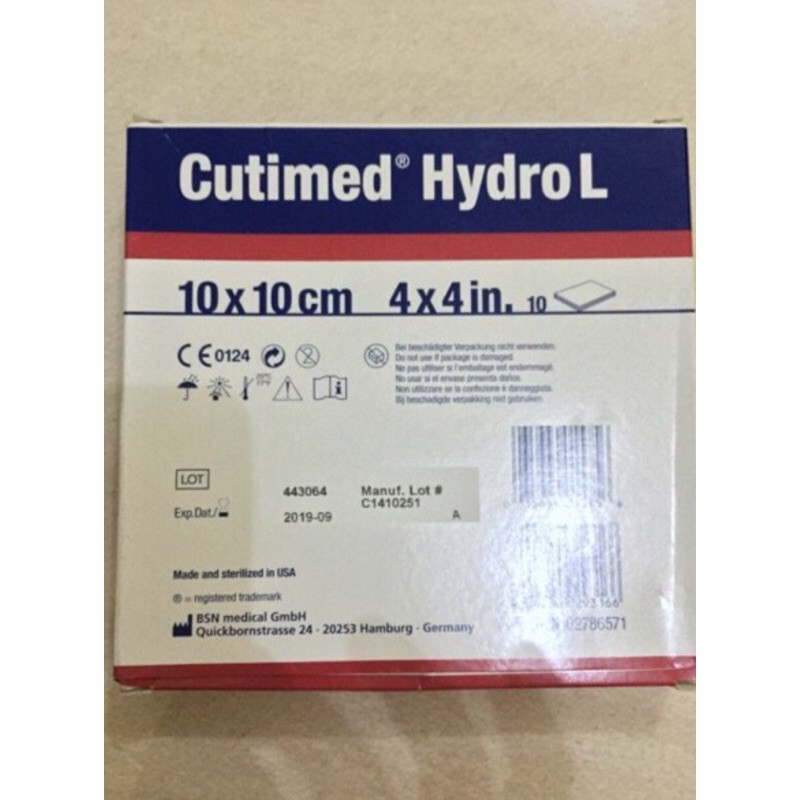 Cutimed® Hydro L
10 x 10 cm 4 x 4 in. 10
CE 0124
Bei beschädigter Verpackung nicht verwenden.
Do not use if package is damaged.
Ne pas utiliser si l'emballage est endommagé.
No usar si el envase presenta daños.
Non utilizzare se la confezione è danneggiata.
Bij beschadigde verpakking niet gebruiken.
LOT 443064 Manuf. Lot #
C1410251
Exp.Dat./ 2019-09 A
Made and sterilized in USA
® = registered trademark
BSN medical GmbH
Quickbornstrasse 24 - 20253 Hamburg - Germany
293166
02786571